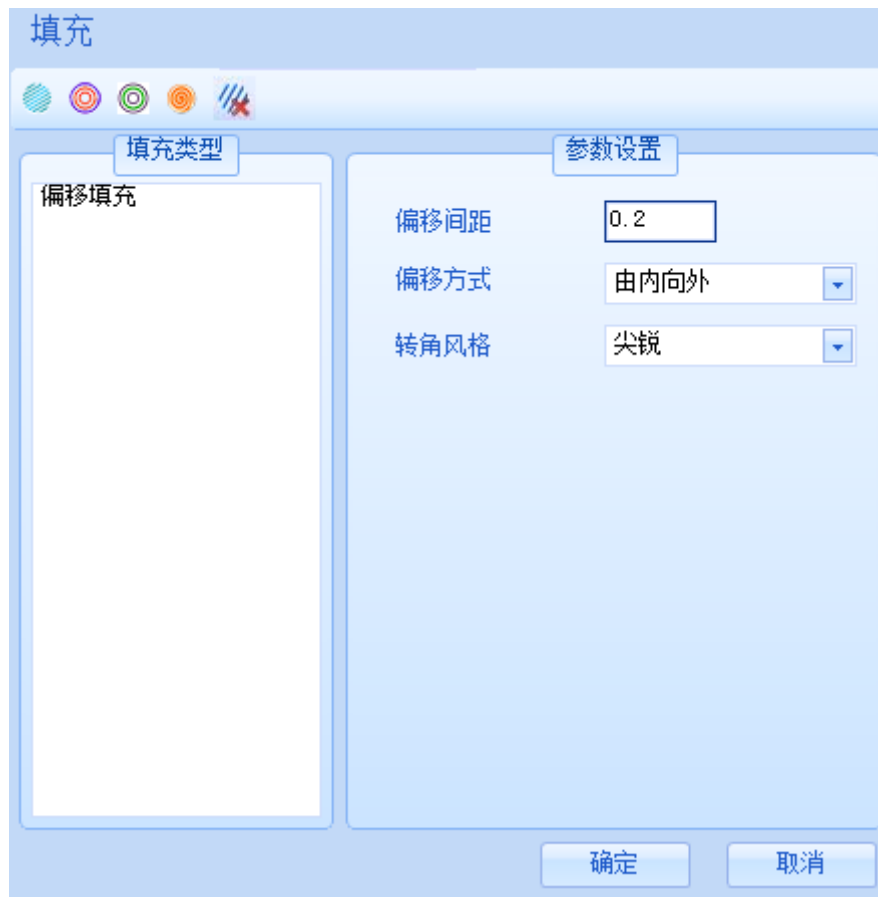 填充
填充类型
参数设置
偏移填充
偏移间距
0.2
偏移方式
由内向外
转角风格
尖锐
确定
取消